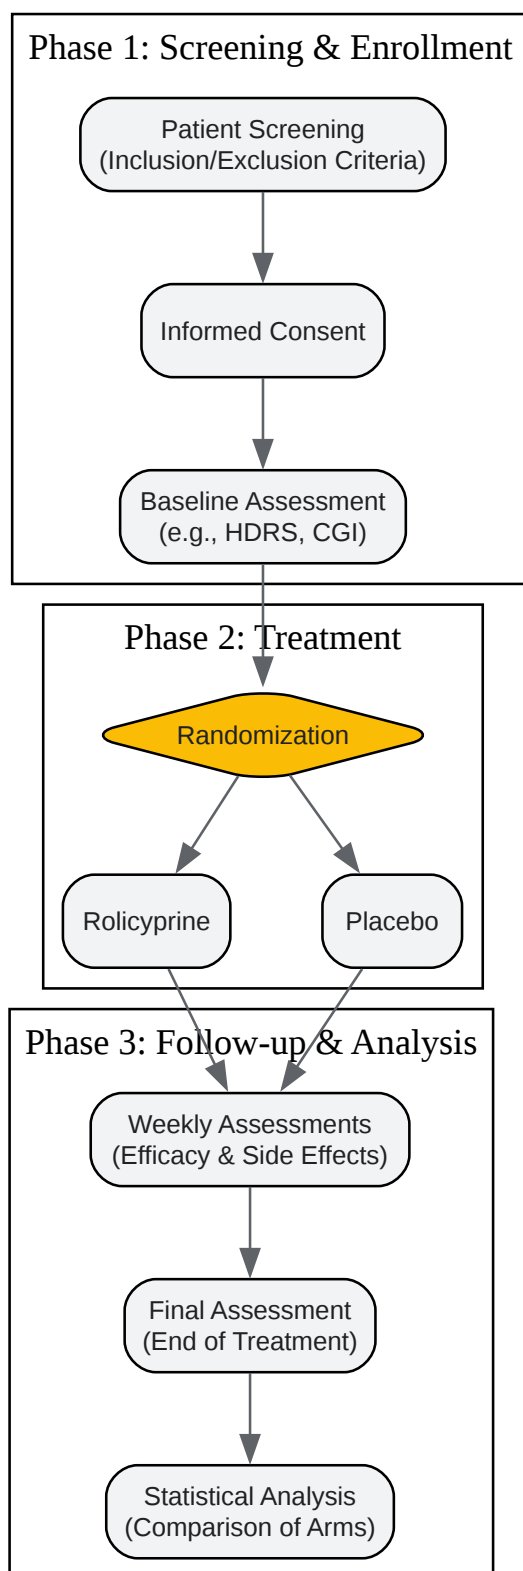 Phase 1: Screening & Enrollment
Patient Screening
(Inclusion/Exclusion Criteria)
Informed Consent
Baseline Assessment
(e.g., HDRS, CGI)
Phase 2: Treatment
Randomization
Rolicyprine
Placebo
Phase 3: Follow-up & Analysis
Weekly Assessments
(Efficacy & Side Effects)
Final Assessment
(End of Treatment)
Statistical Analysis
(Comparison of Arms)